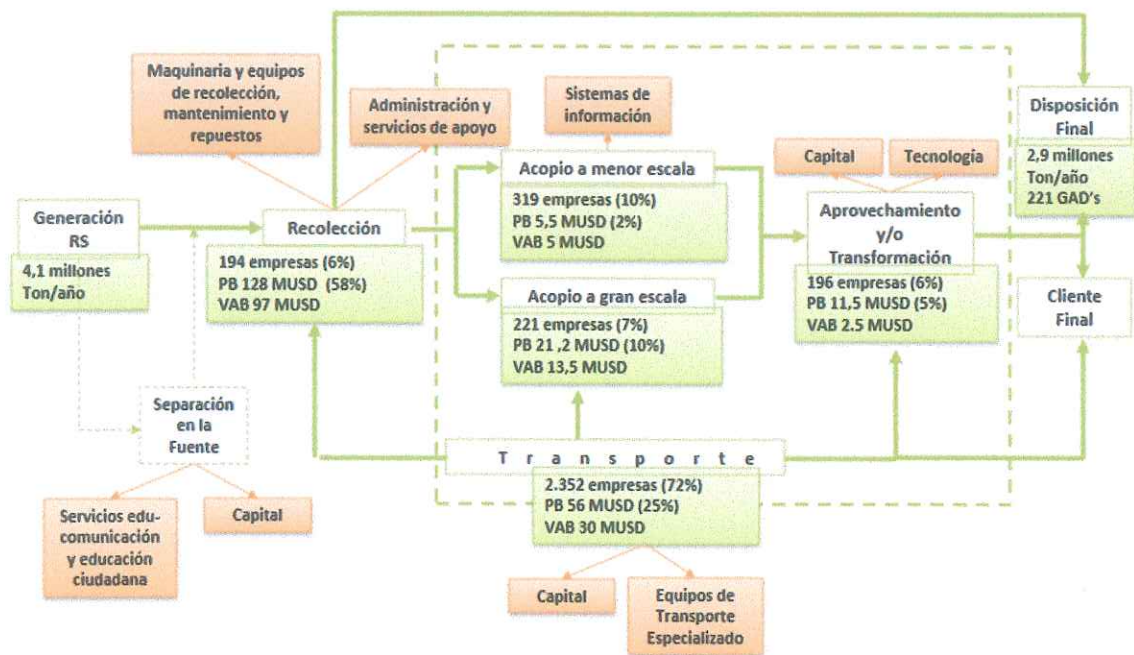 Maquinaria y equipos
de recolección,
mantenimiento y
repuestos
Administración y
servicios de apoyo
Sistemas de
información
Disposición
Final
2,9 millones
Ton/año
221 GAD's
Acopio a menor escala
319 empresas (10%)
PB 5,5 MUSD (2%)
VAB 5 MUSD
Capital
Tecnología
Generación
RS
4,1 millones
Ton/año
Recolección
194 empresas (6%)
PB 128 MUSD (58%)
VAB 97 MUSD
Aprovechamiento
y/o
Transformación
196 empresas (6%)
PB 11,5 MUSD (5%)
VAB 2.5 MUSD
Acopio a gran escala
221 empresas (7%)
PB 21 ,2 MUSD (10%)
VAB 13,5 MUSD
Cliente
Final
Separación
en la
Fuente
Transporte
2.352 empresas (72%)
PB 56 MUSD (25%)
VAB 30 MUSD
Servicios edu-
comunicación
y educación
ciudadana
Capital
Capital
Equipos de
Transporte
Especializado